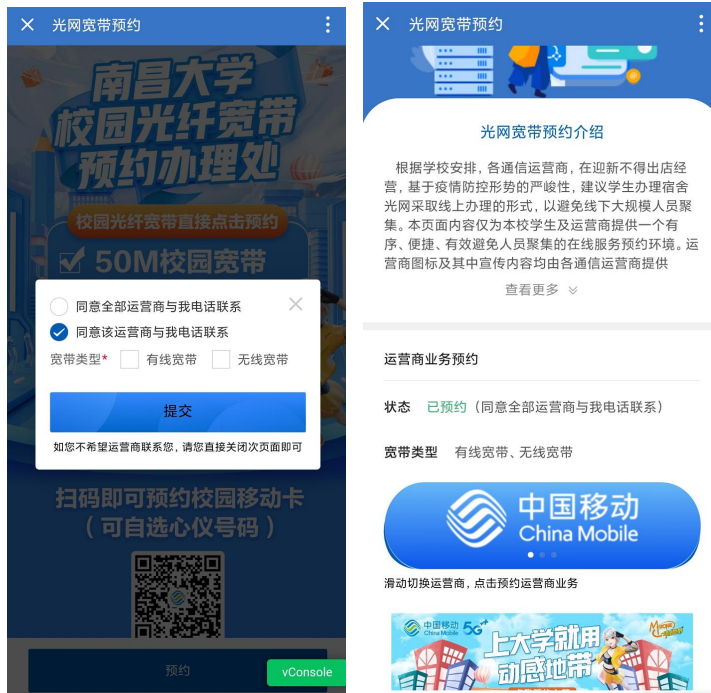 光网宽带预约
南昌大学
校园光纤宽带
预约办理处
校园光纤宽带直接点击预约
50M校园宽带
同意全部运营商与我电话联系
同意该运营商与我电话联系
宽带类型* 有线宽带 无线宽带
提交
如您不希望运营商联系您，请您直接关闭次页面即可
扫码即可预约校园移动卡
（可自选心仪号码）
预约
vConsole
光网宽带预约
光网宽带预约介绍
根据学校安排，各通信运营商，在迎新不得出店经
营，基于疫情防控形势的严峻性，建议学生办理宿舍
光网采取线上办理的形式，以避免线下大规模人员聚
集。本页面内容仅为本校学生及运营商提供一个有
序、便捷、有效避免人员聚集的在线服务预约环境。运
营商图标及其中宣传内容均由各通信运营商提供
查看更多
运营商业务预约
状态 已预约（同意全部运营商与我电话联系）
宽带类型 有线宽带、无线宽带
中国移动
China Mobile
滑动切换运营商，点击预约运营商业务
中国移动 5G+
China Mobile
上大学就用
动感地带